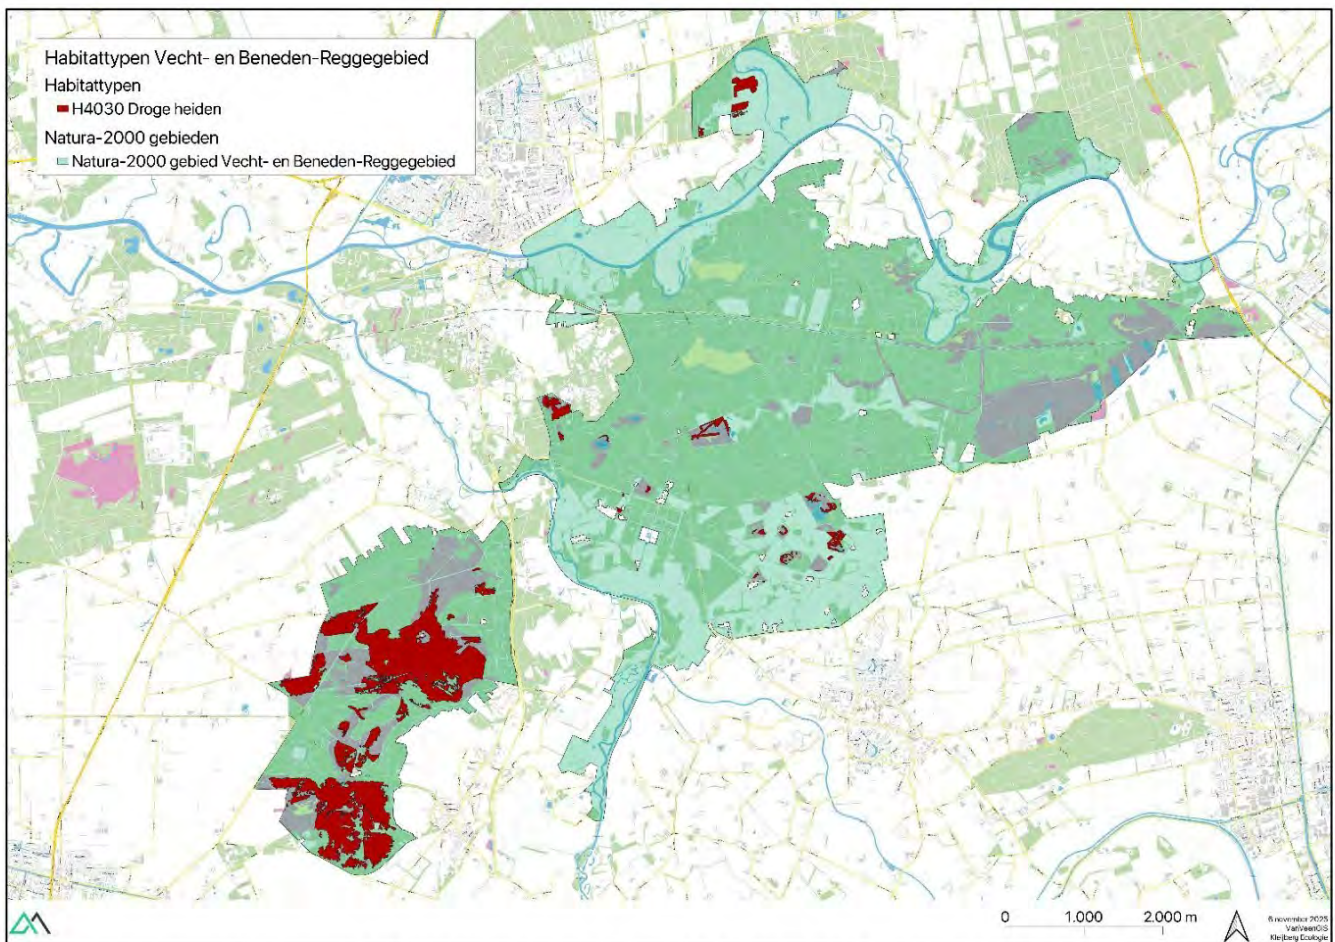 Habitattypen Vecht- en Beneden-Reggegebied
Habitattypen
H4030 Droge heiden
Natura-2000 gebieden
Natura-2000 gebied Vecht- en Beneden-Reggegebied
0 1.000 2.000 m
6 november 2025
VanVeenGIS
Kleijberg Ecologie